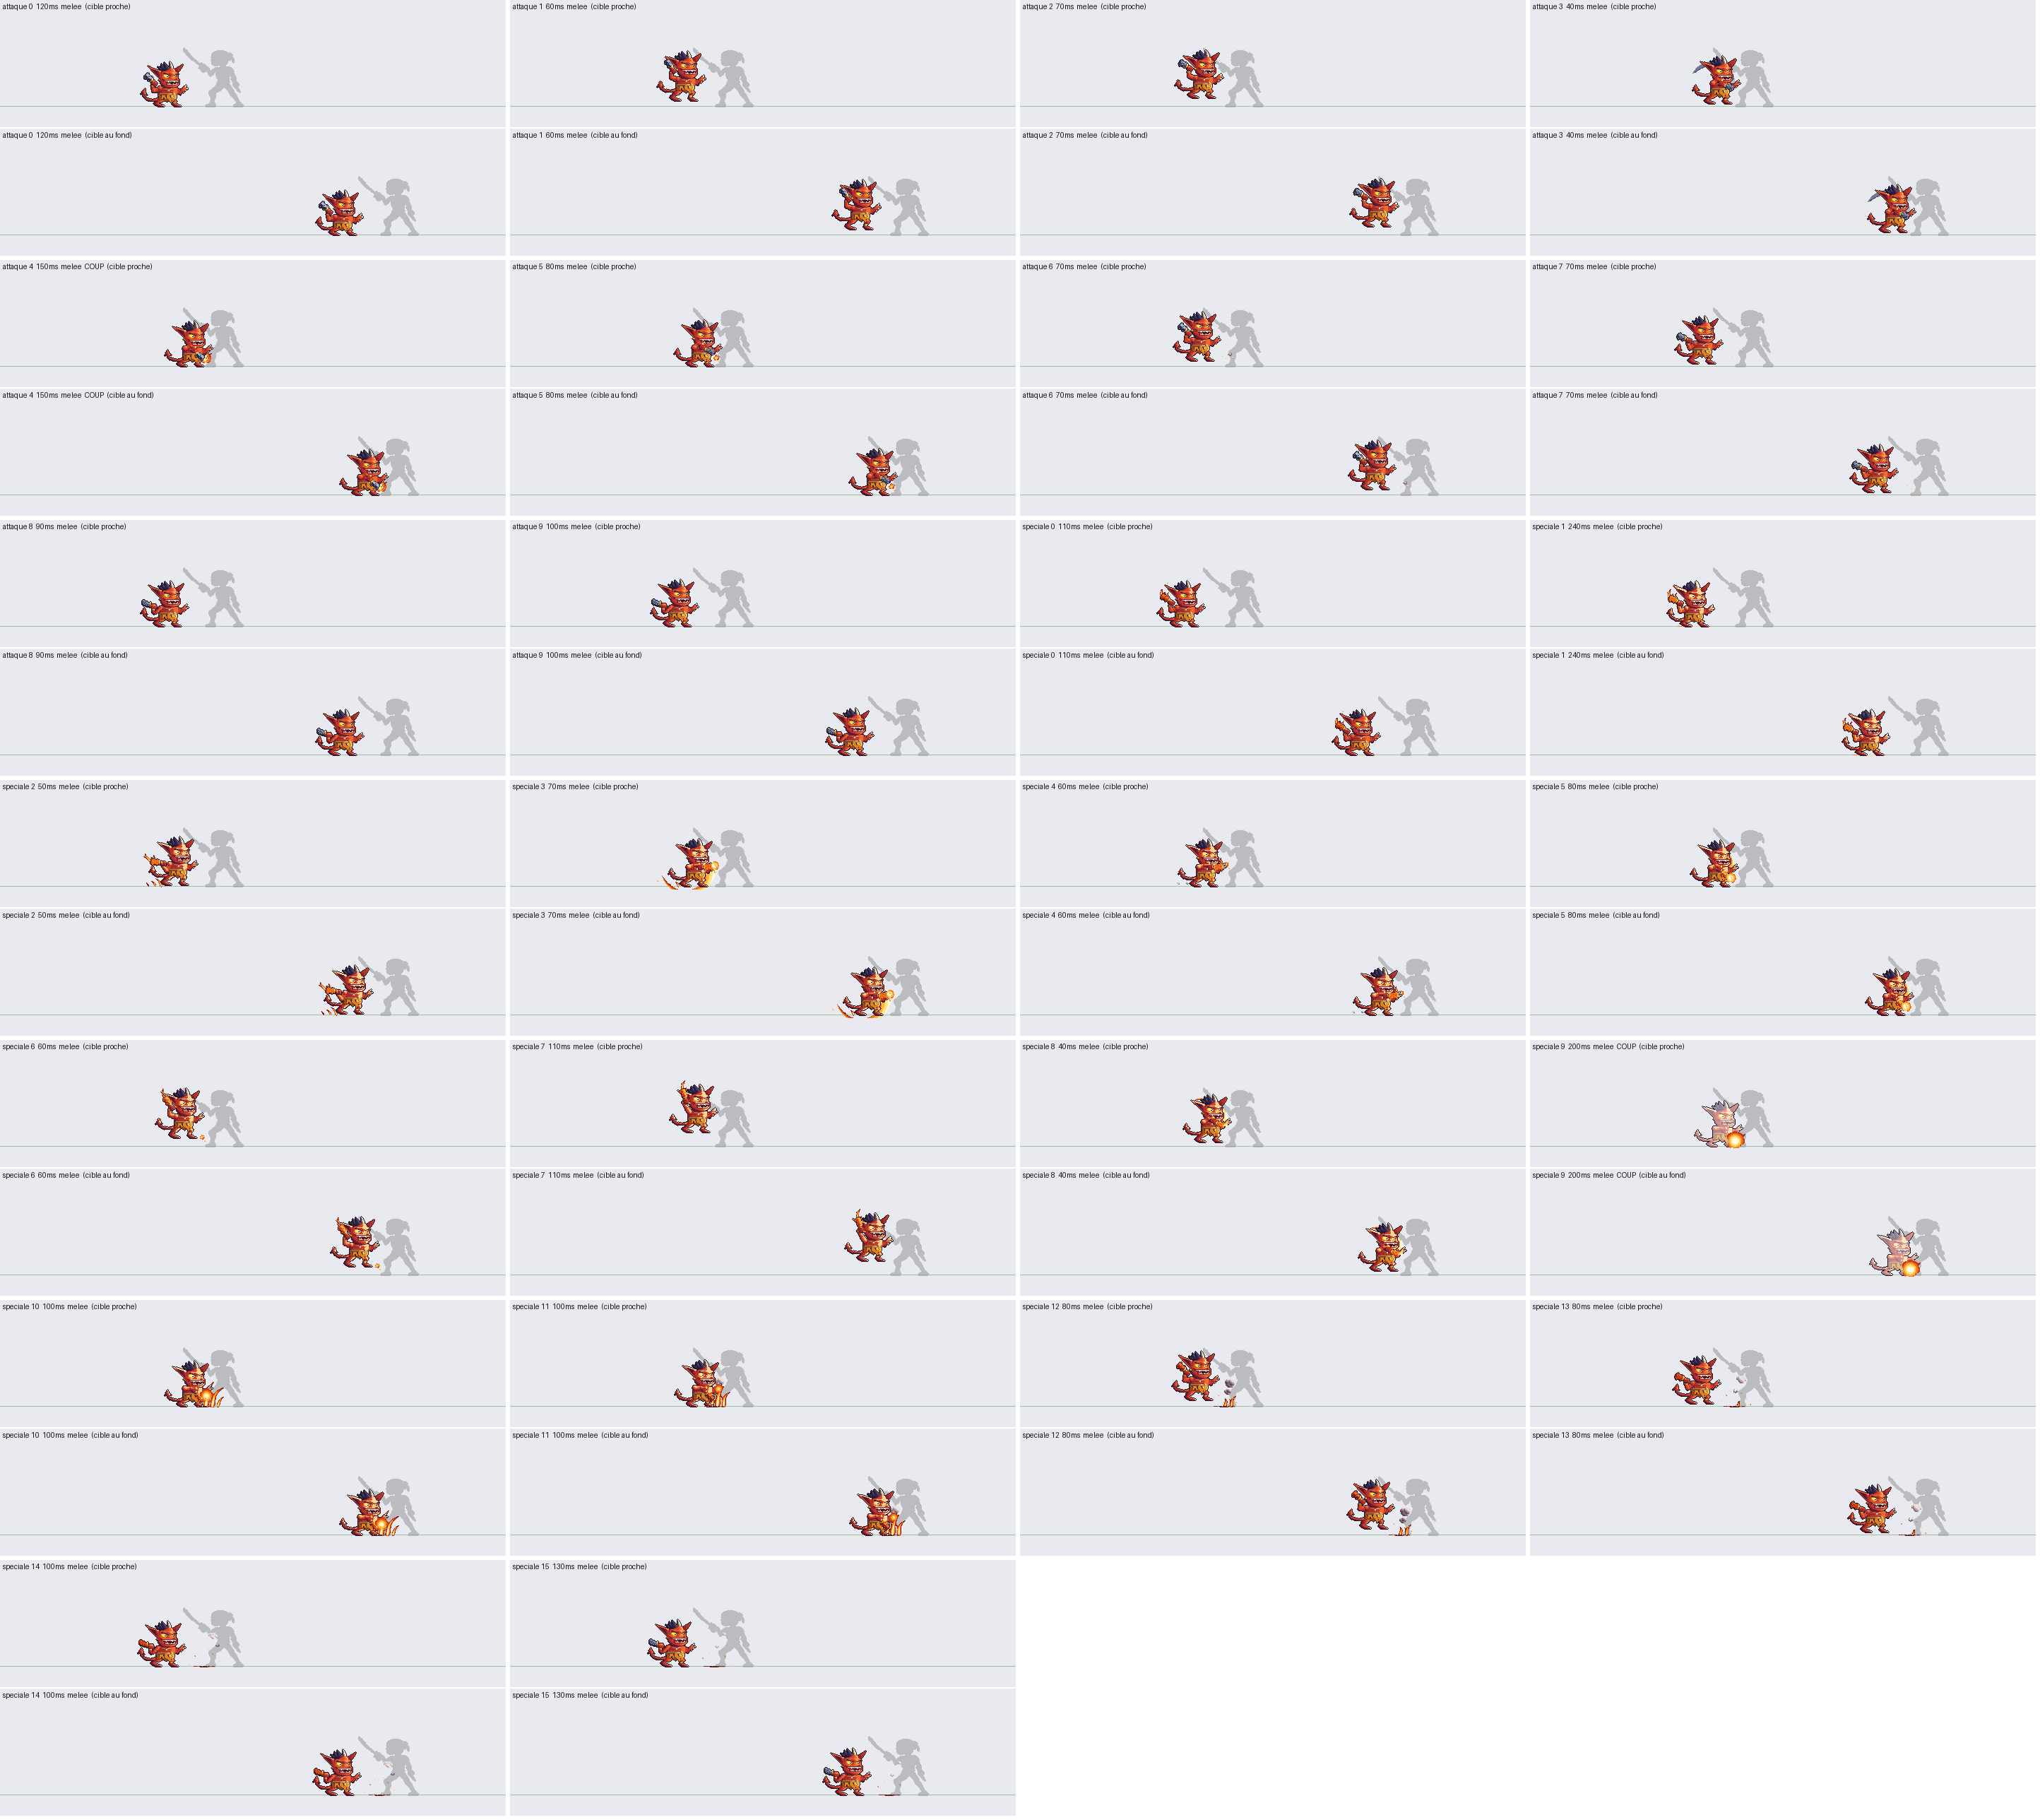 attaque 0 120ms melee (cible proche)
attaque 1 60ms melee (cible proche)
attaque 2 70ms melee (cible proche)
attaque 3 40ms melee (cible proche)
attaque 0 120ms melee (cible au fond)
attaque 1 60ms melee (cible au fond)
attaque 2 70ms melee (cible au fond)
attaque 3 40ms melee (cible au fond)
attaque 4 150ms melee COUP (cible proche)
attaque 5 80ms melee (cible proche)
attaque 6 70ms melee (cible proche)
attaque 7 70ms melee (cible proche)
attaque 4 150ms melee COUP (cible au fond)
attaque 5 80ms melee (cible au fond)
attaque 6 70ms melee (cible au fond)
attaque 7 70ms melee (cible au fond)
attaque 8 90ms melee (cible proche)
attaque 9 100ms melee (cible proche)
speciale 0 110ms melee (cible proche)
speciale 1 240ms melee (cible proche)
attaque 8 90ms melee (cible au fond)
attaque 9 100ms melee (cible au fond)
speciale 0 110ms melee (cible au fond)
speciale 1 240ms melee (cible au fond)
speciale 2 50ms melee (cible proche)
speciale 3 70ms melee (cible proche)
speciale 4 60ms melee (cible proche)
speciale 5 80ms melee (cible proche)
speciale 2 50ms melee (cible au fond)
speciale 3 70ms melee (cible au fond)
speciale 4 60ms melee (cible au fond)
speciale 5 80ms melee (cible au fond)
speciale 6 60ms melee (cible proche)
speciale 7 110ms melee (cible proche)
speciale 8 40ms melee (cible proche)
speciale 9 200ms melee COUP (cible proche)
speciale 6 60ms melee (cible au fond)
speciale 7 110ms melee (cible au fond)
speciale 8 40ms melee (cible au fond)
speciale 9 200ms melee COUP (cible au fond)
speciale 10 100ms melee (cible proche)
speciale 11 100ms melee (cible proche)
speciale 12 80ms melee (cible proche)
speciale 13 80ms melee (cible proche)
speciale 10 100ms melee (cible au fond)
speciale 11 100ms melee (cible au fond)
speciale 12 80ms melee (cible au fond)
speciale 13 80ms melee (cible au fond)
speciale 14 100ms melee (cible proche)
speciale 15 130ms melee (cible proche)
speciale 14 100ms melee (cible au fond)
speciale 15 130ms melee (cible au fond)